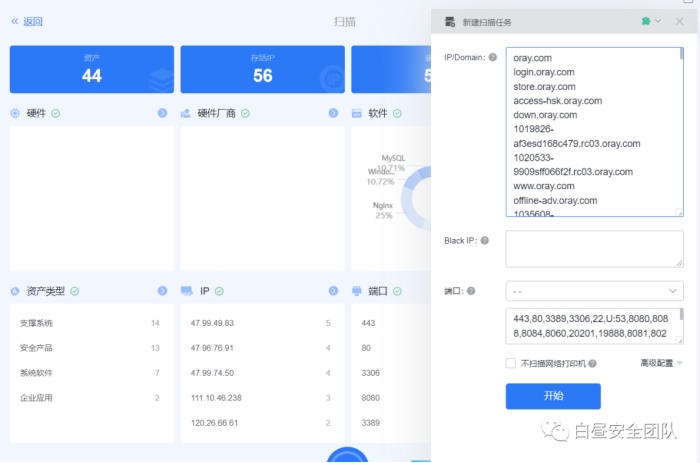 « 返回
扫描
资产
44
存活IP
56
硬件
硬件厂商
软件
MySQL
10.71%
Windo...
10.72%
Nginx
25%
资产类型
支撑系统 14
安全产品 13
系统软件 7
企业应用 2
IP
47.99.49.83 5
47.96.76.91 4
47.99.74.50 4
111.10.46.238 3
120.26.66.61 2
端口
443
80
3306
8080
3389
新建扫描任务
IP/Domain:
oray.com
login.oray.com
store.oray.com
access-hsk.oray.com
down.oray.com
1019826-
af3esd168c479.rc03.oray.com
1020533-
9909sff066f2f.rc03.oray.com
www.oray.com
offline-adv.oray.com
1035608-
Black IP:
端口:
- -
443,80,3389,3306,22,U:53,8080,808
8,8084,8060,20201,19888,8081,802
不扫描网络打印机
高级配置
开始
白昼安全团队